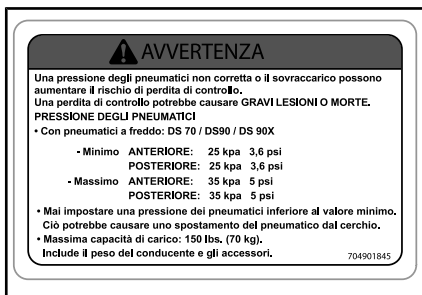 AVVERTENZA
Una pressione degli pneumatici non corretta o il sovraccarico possono
aumentare il rischio di perdita di controllo.
Una perdita di controllo potrebbe causare GRAVI LESIONI O MORTE.
PRESSIONE DEGLI PNEUMATICI
• Con pneumatici a freddo: DS 70 / DS90 / DS 90X
- Minimo ANTERIORE: 25 kpa 3,6 psi
POSTERIORE: 25 kpa 3,6 psi
- Massimo ANTERIORE: 35 kpa 5 psi
POSTERIORE: 35 kpa 5 psi
• Mai impostare una pressione dei pneumatici inferiore al valore minimo.
Ciò potrebbe causare uno spostamento del pneumatico dal cerchio.
• Massima capacità di carico: 150 lbs. (70 kg).
Include il peso del conducente e gli accessori.
704901845